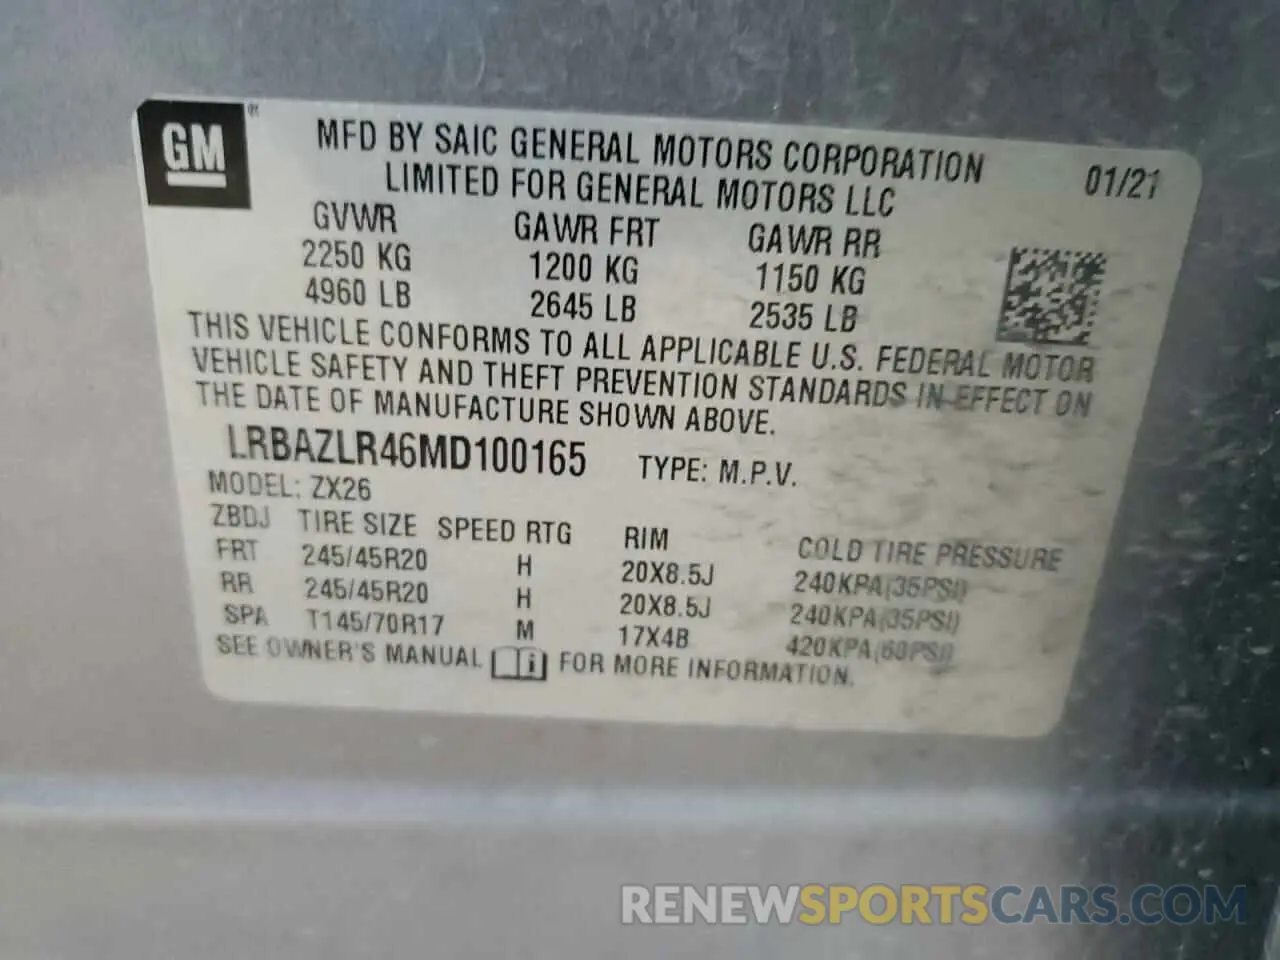 GM ®
MFD BY SAIC GENERAL MOTORS CORPORATION 01/21
LIMITED FOR GENERAL MOTORS LLC
GVWR GAWR FRT GAWR RR
2250 KG 1200 KG 1150 KG
4960 LB 2645 LB 2535 LB
THIS VEHICLE CONFORMS TO ALL APPLICABLE U.S. FEDERAL MOTOR
VEHICLE SAFETY AND THEFT PREVENTION STANDARDS IN EFFECT ON
THE DATE OF MANUFACTURE SHOWN ABOVE.
LRBAZLR46MD100165 TYPE: M.P.V.
MODEL: ZX26
ZBDJ TIRE SIZE SPEED RTG RIM COLD TIRE PRESSURE
FRT 245/45R20 H 20X8.5J 240KPA(35PSI)
RR 245/45R20 H 20X8.5J 240KPA(35PSI)
SPA T145/70R17 M 17X4B 420KPA(60PSI)
SEE OWNER'S MANUAL FOR MORE INFORMATION.
RENEWSPORTSCARS.COM